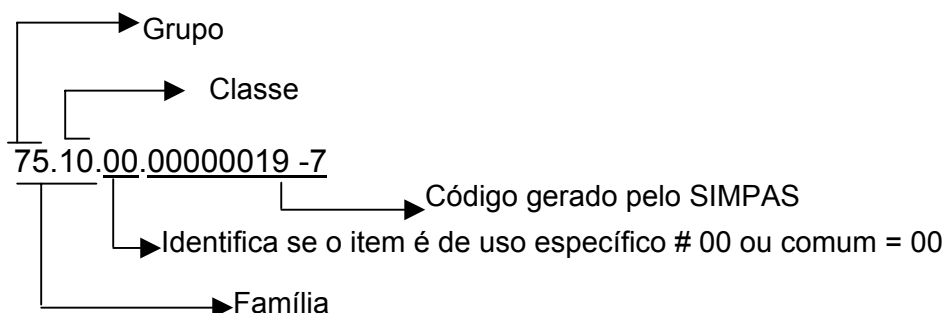 Grupo
Classe
75.10.00.00000019 -7
Código gerado pelo SIMPAS
Identifica se o item é de uso específico # 00 ou comum = 00
Família